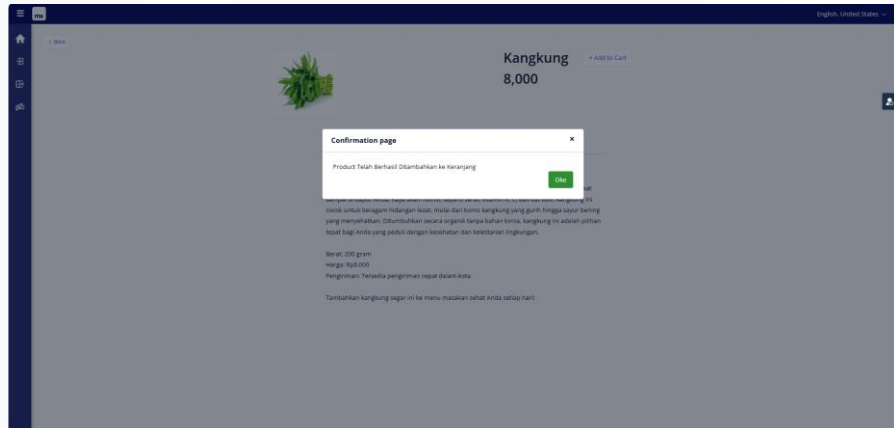 mx
English, United States
< Back
Kangkung
+ Add to Cart
8,000
Confirmation page
×
Product Telah Berhasil Ditambahkan ke Keranjang
Oke
cocok untuk beragam hidangan lezat, mulai dari tumis kangkung yang gurih hingga sayur bening
yang menyehatkan. Ditumbuhkan secara organik tanpa bahan kimia, kangkung ini adalah pilihan
tepat bagi Anda yang peduli dengan kesehatan dan kelestarian lingkungan.
Berat: 200 gram
Harga: Rp8.000
Pengiriman: Tersedia pengiriman cepat dalam kota
Tambahkan kangkung segar ini ke menu masakan sehat Anda setiap hari!